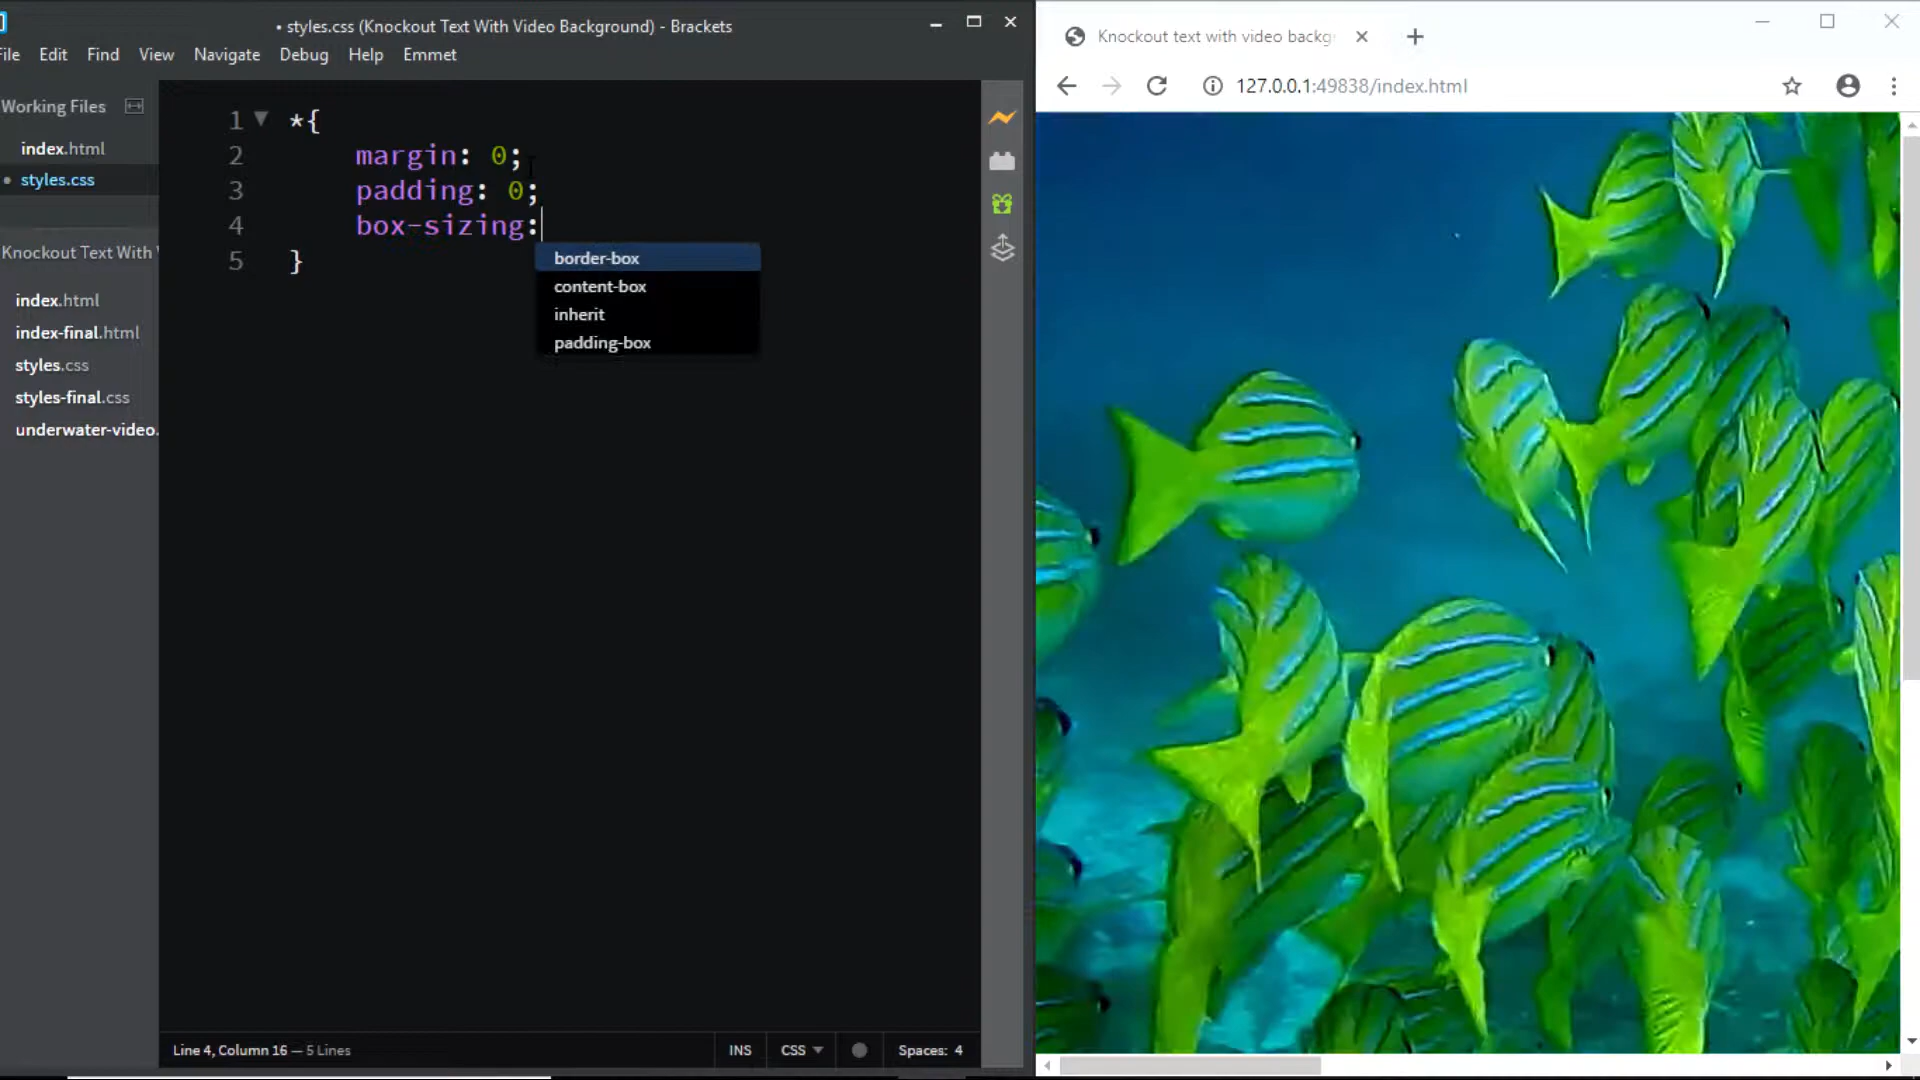 • styles.css (Knockout Text With Video Background) - Brackets
File Edit Find View Navigate Debug Help Emmet
Working Files
index.html
• styles.css
Knockout Text With
index.html
index-final.html
styles.css
styles-final.css
underwater-video.
1 *{
2 margin: 0;
3 padding: 0;
4 box-sizing:
5 }
border-box
content-box
inherit
padding-box
Line 4, Column 16 — 5 Lines
INS CSS Spaces: 4
Knockout text with video backg
127.0.0.1:49838/index.html